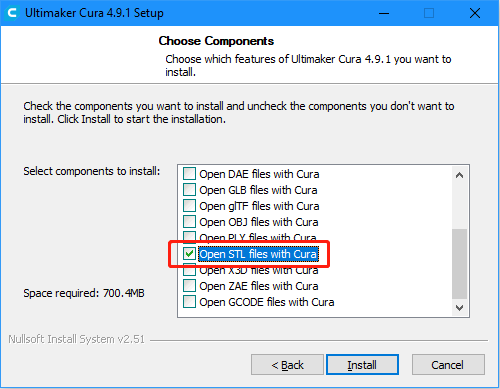 Ultimaker Cura 4.9.1 Setup
Choose Components
Choose which features of Ultimaker Cura 4.9.1 you want to
install.
Check the components you want to install and uncheck the components you don't want to
install. Click Install to start the installation.
Select components to install:
Open DAE files with Cura
Open GLB files with Cura
Open glTF files with Cura
Open OBJ files with Cura
Open PLY files with Cura
Open STL files with Cura
Open X3D files with Cura
Open ZAE files with Cura
Open GCODE files with Cura
Space required: 700.4MB
Nullsoft Install System v2.51
< Back
Install
Cancel